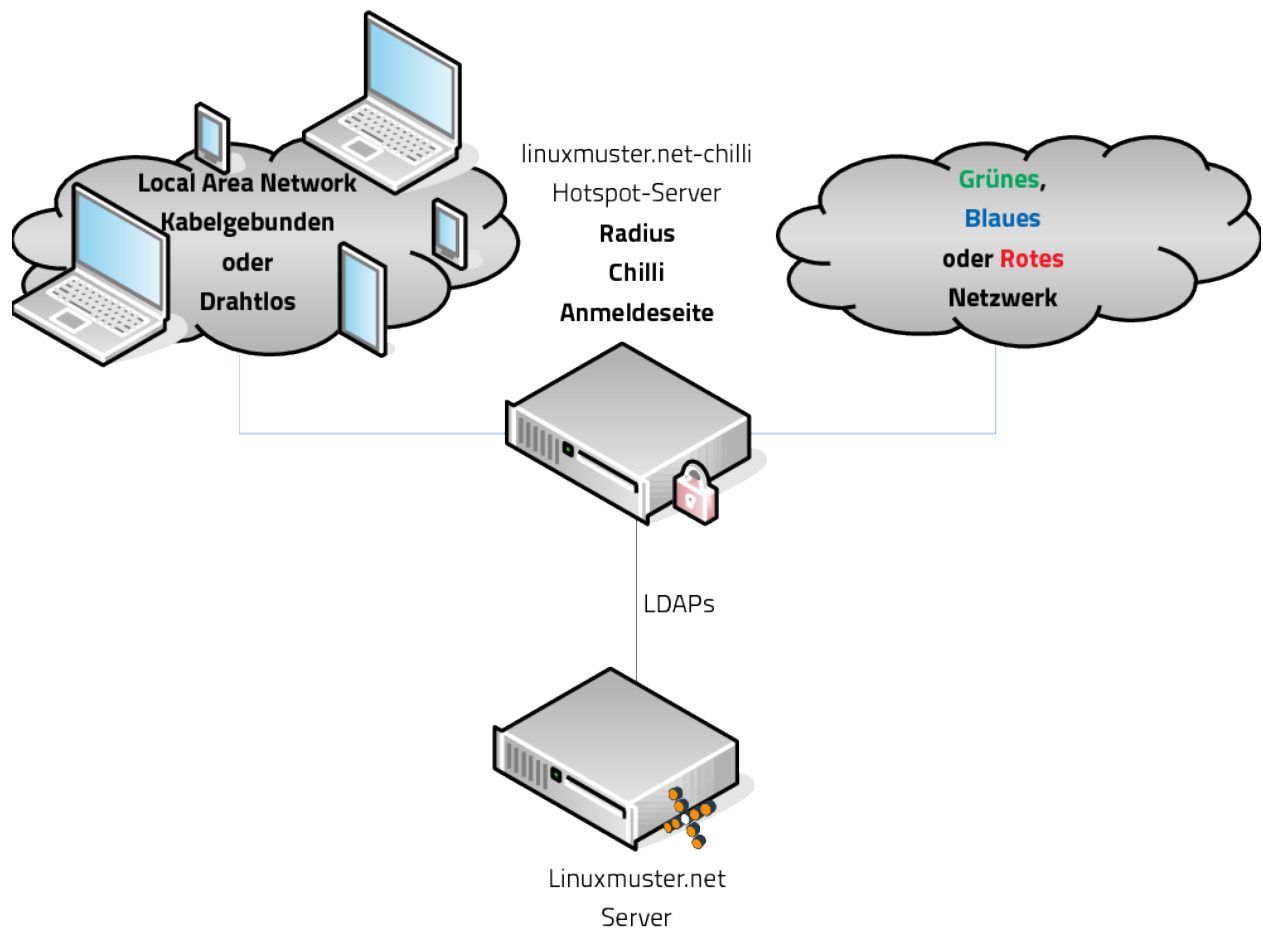 Local Area Network
Kabelgebunden
oder
Drahtlos
linuxmuster.net-chilli
Hotspot-Server
Radius
Chilli
Anmeldeseite
Grünes,
Blaues
oder Rotes
Netzwerk
LDAPs
Linuxmuster.net
Server